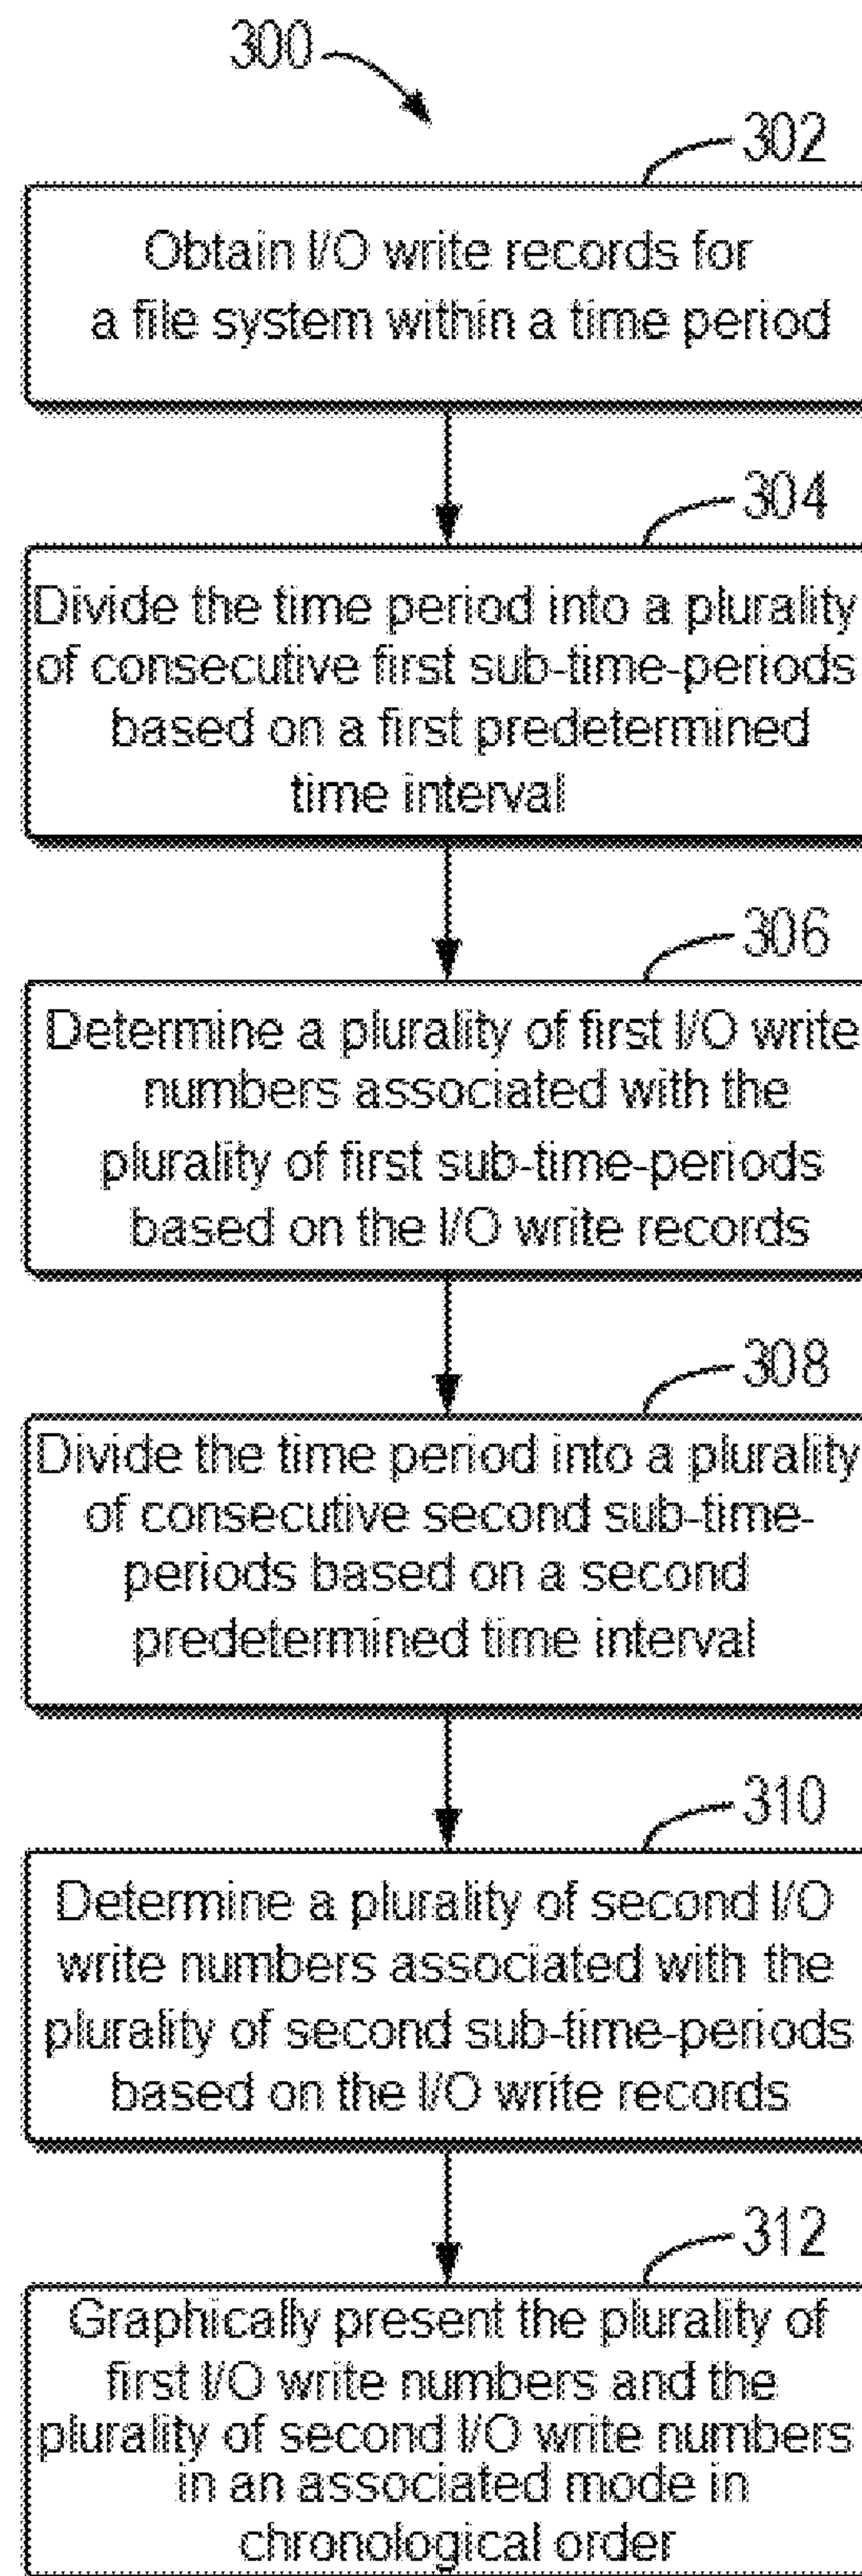 300
302
Obtain I/O write records for
a file system within a time period
304
Divide the time period into a plurality
of consecutive first sub-time-periods
based on a first predetermined
time interval
306
Determine a plurality of first I/O write
numbers associated with the
plurality of first sub-time-periods
based on the I/O write records
308
Divide the time period into a plurality
of consecutive second sub-time-
periods based on a second
predetermined time interval
310
Determine a plurality of second I/O
write numbers associated with the
plurality of second sub-time-periods
based on the I/O write records
312
Graphically present the plurality of
first I/O write numbers and the
plurality of second I/O write numbers
in an associated mode in
chronological order